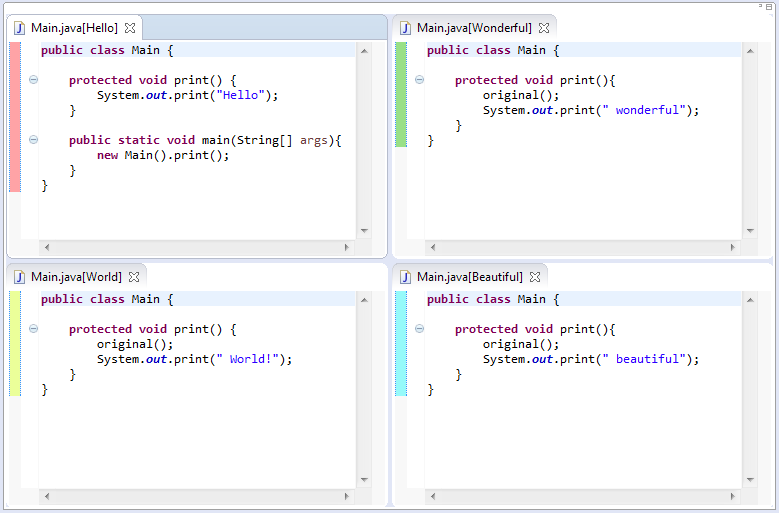 Main.java[Hello]
public class Main {
protected void print() {
System.out.print("Hello");
}
public static void main(String[] args){
new Main().print();
}
}
Main.java[Wonderful]
public class Main {
protected void print(){
original();
System.out.print(" wonderful");
}
}
Main.java[World]
public class Main {
protected void print() {
original();
System.out.print(" World!");
}
}
Main.java[Beautiful]
public class Main {
protected void print(){
original();
System.out.print(" beautiful");
}
}